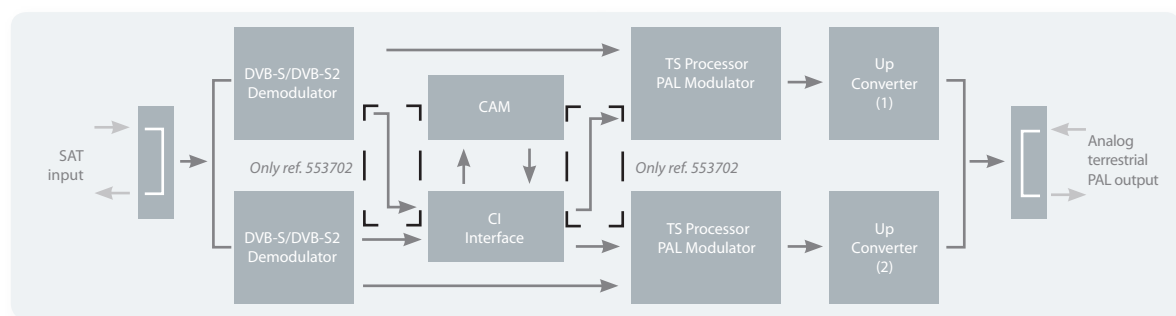 SAT
input
DVB-S/DVB-S2
Demodulator
Only ref. 553702
DVB-S/DVB-S2
Demodulator
CAM
CI
Interface
Only ref. 553702
TS Processor
PAL Modulator
TS Processor
PAL Modulator
Up
Converter
(1)
Up
Converter
(2)
Analog
terrestrial
PAL output